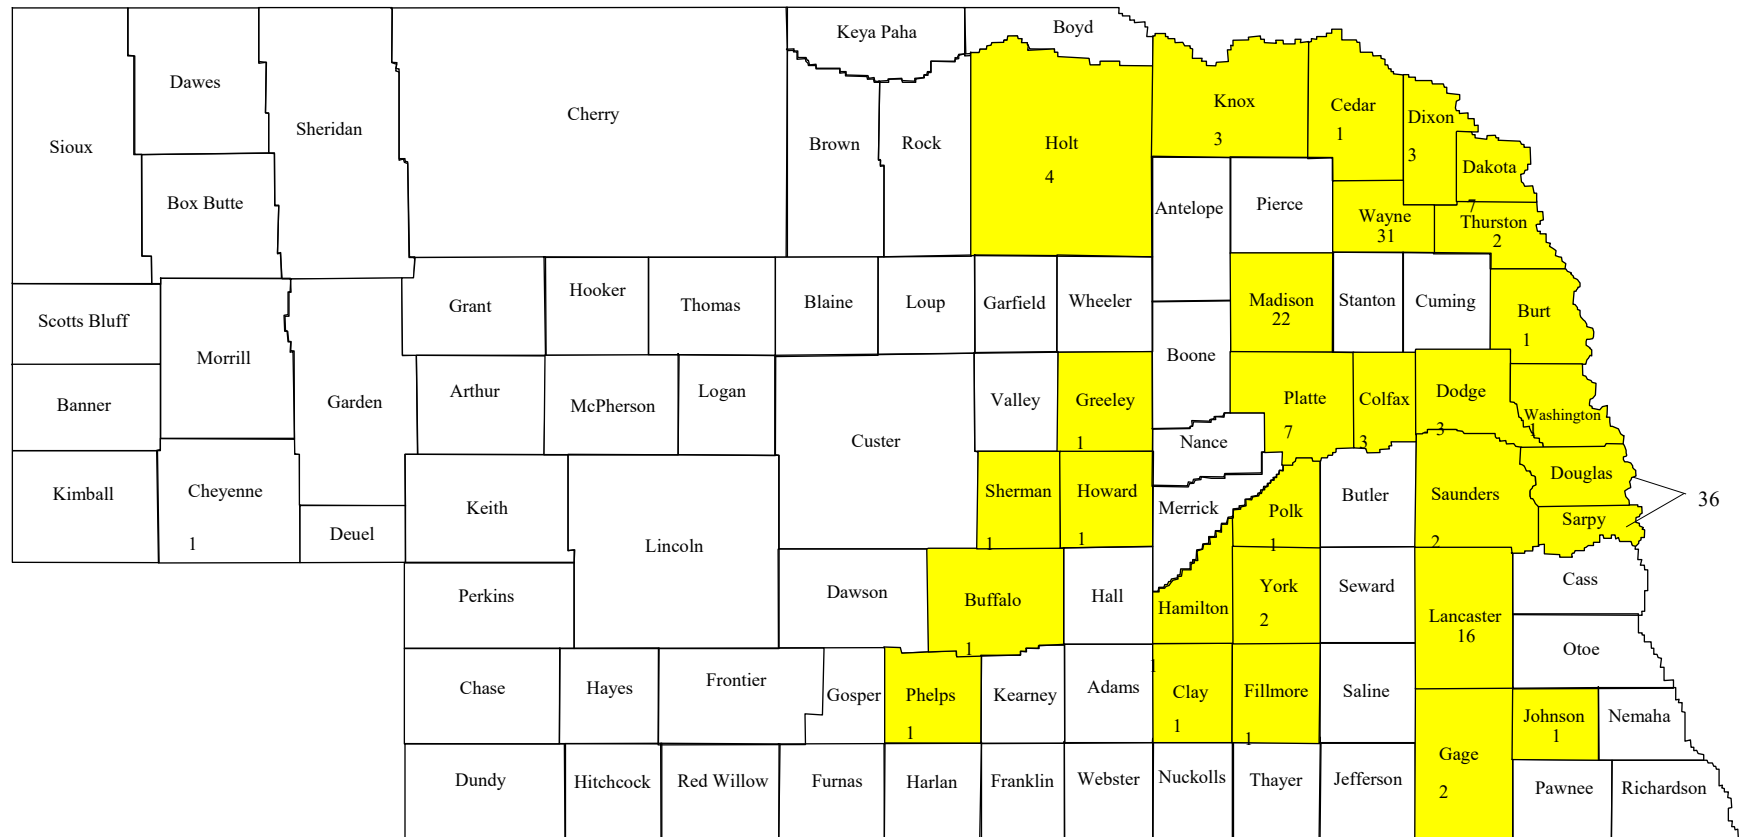 Keya Paha
Boyd
Dawes
Sheridan
Cherry
Sioux
Brown
Rock
Holt
4
Knox
3
Cedar
1
Dixon
3
Dakota
7
Box Butte
Antelope
Pierce
Wayne
31
Thurston
2
Scotts Bluff
Morrill
Grant
Hooker
Thomas
Blaine
Loup
Garfield
Wheeler
Madison
22
Stanton
Cuming
Burt
1
Banner
Garden
Arthur
McPherson
Logan
Custer
Valley
Greeley
1
Boone
Nance
Platte
7
Colfax
3
Dodge
3
Washington
1
Kimball
Cheyenne
1
Deuel
Keith
Lincoln
Sherman
1
Howard
1
Merrick
Polk
1
Butler
Saunders
2
Douglas
Sarpy
36
Perkins
Dawson
Buffalo
1
Hall
Hamilton
1
York
2
Seward
Lancaster
16
Cass
Otoe
Chase
Hayes
Frontier
Gosper
Phelps
1
Kearney
Adams
Clay
1
Fillmore
1
Saline
Gage
2
Johnson
1
Nemaha
Dundy
Hitchcock
Red Willow
Furnas
Harlan
Franklin
Webster
Nuckolls
Thayer
Jefferson
Pawnee
Richardson